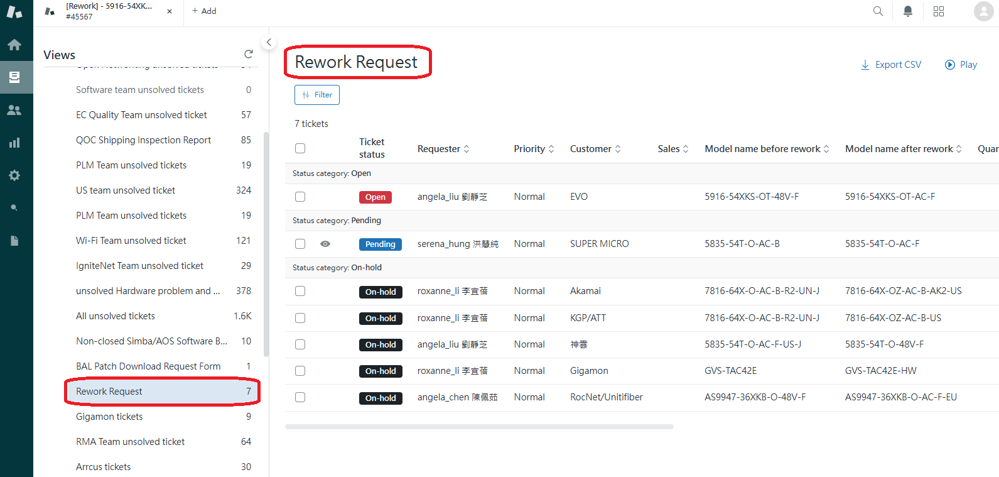 [Rework] - 5916-54XK...
#45567
+ Add
Views
Software team unsolved tickets 0
EC Quality Team unsolved ticket 57
QOC Shipping Inspection Report 85
PLM Team unsolved tickets 19
US team unsolved ticket 324
PLM Team unsolved tickets 19
Wi-Fi Team unsolved ticket 121
IgniteNet Team unsolved ticket 29
unsolved Hardware problem and ... 378
All unsolved tickets 1.6K
Non-closed Simba/AOS Software B... 10
BAL Patch Download Request Form 1
Rework Request 7
Gigamon tickets 9
RMA Team unsolved ticket 64
Arrcus tickets 30
Rework Request
Export CSV Play
Filter
7 tickets
Ticket status Requester Priority Customer Sales Model name before rework Model name after rework Quan
Status category: Open
Open angela_liu 劉靜芝 Normal EVO 5916-54XKS-OT-48V-F 5916-54XKS-OT-AC-F
Status category: Pending
Pending serena_hung 洪慧純 Normal SUPER MICRO 5835-54T-O-AC-B 5835-54T-O-AC-F
Status category: On-hold
On-hold roxanne_li 李宜蓓 Normal Akamai 7816-64X-O-AC-B-R2-UN-J 7816-64X-OZ-AC-B-AK2-US
On-hold roxanne_li 李宜蓓 Normal KGP/ATT 7816-64X-O-AC-B-R2-UN-J 7816-64X-OZ-AC-B-US
On-hold angela_liu 劉靜芝 Normal 神雲 5835-54T-O-AC-F-US-J 5835-54T-O-48V-F
On-hold roxanne_li 李宜蓓 Normal Gigamon GVS-TAC42E GVS-TAC42E-HW
On-hold angela_chen 陳佩茹 Normal RocNet/Unitifiber AS9947-36XKB-O-48V-F AS9947-36XKB-O-AC-F-EU